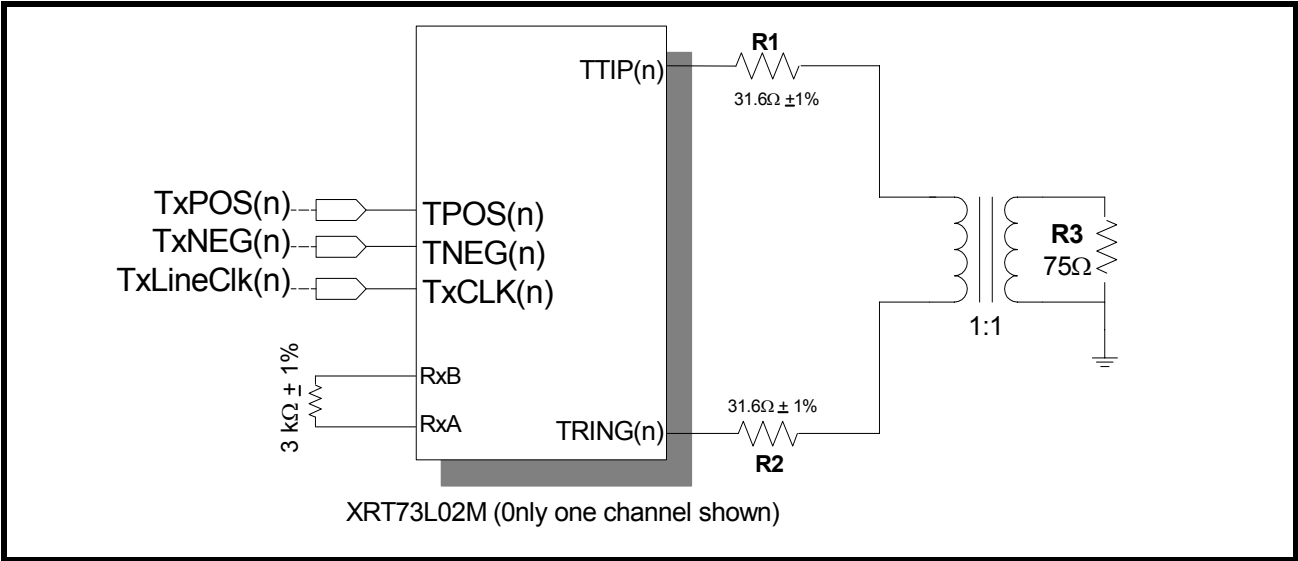 R1
TTIP(n)
31.6Ω ±1%
TxPOS(n)
TPOS(n)
TxNEG(n)
TNEG(n)
TxLineClk(n)
TxCLK(n)
R3
75Ω
1:1
3 kΩ ± 1%
RxB
RxA
31.6Ω ± 1%
TRING(n)
R2
XRT73L02M (0nly one channel shown)